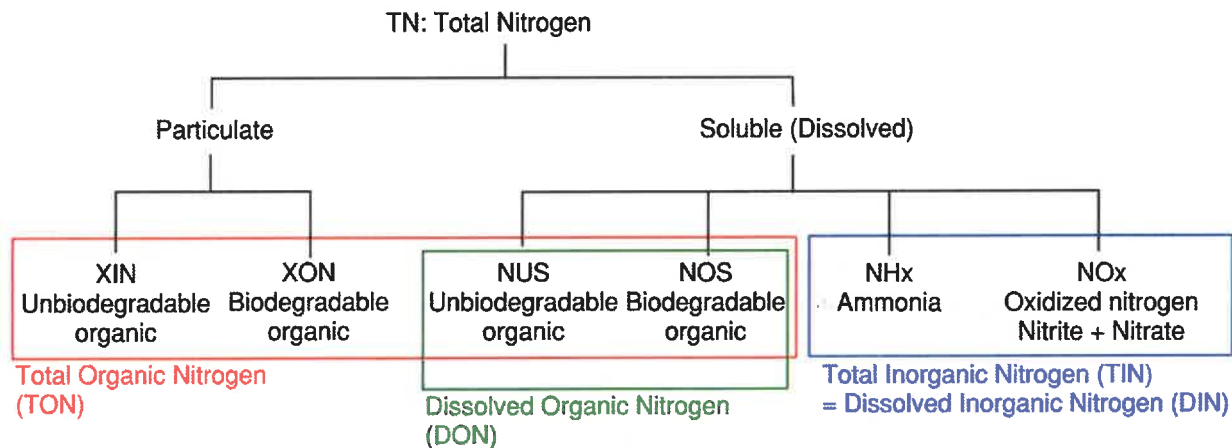 TN: Total Nitrogen
Particulate
Soluble (Dissolved)
XIN
Unbiodegradable
organic
XON
Biodegradable
organic
NUS
Unbiodegradable
organic
NOS
Biodegradable
organic
NHx
Ammonia
NOx
Oxidized nitrogen
Nitrite + Nitrate
Total Organic Nitrogen
(TON)
Dissolved Organic Nitrogen
(DON)
Total Inorganic Nitrogen (TIN)
= Dissolved Inorganic Nitrogen (DIN)